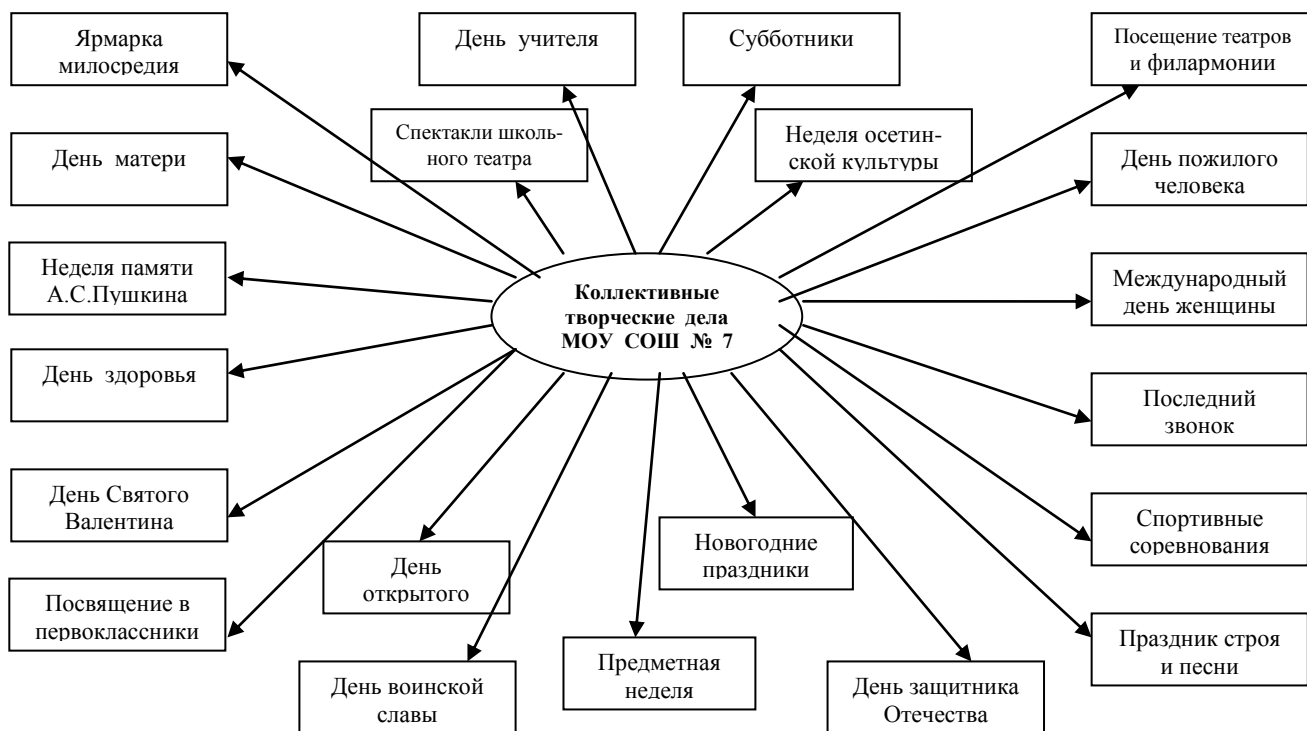 Ярмарка
милосредия
День учителя
Субботники
Посещение театров
и филармонии
Спектакли школь-
ного театра
Неделя осетин-
ской культуры
День матери
День пожилого
человека
Неделя памяти
А.С.Пушкина
Коллективные
творческие дела
МОУ СОШ № 7
Международный
день женщины
День здоровья
Последний
звонок
День Святого
Валентина
Спортивные
соревнования
День
открытого
Новогодние
праздники
Посвящение в
первоклассники
Праздник строя
и песни
День воинской
славы
Предметная
неделя
День защитника
Отечества